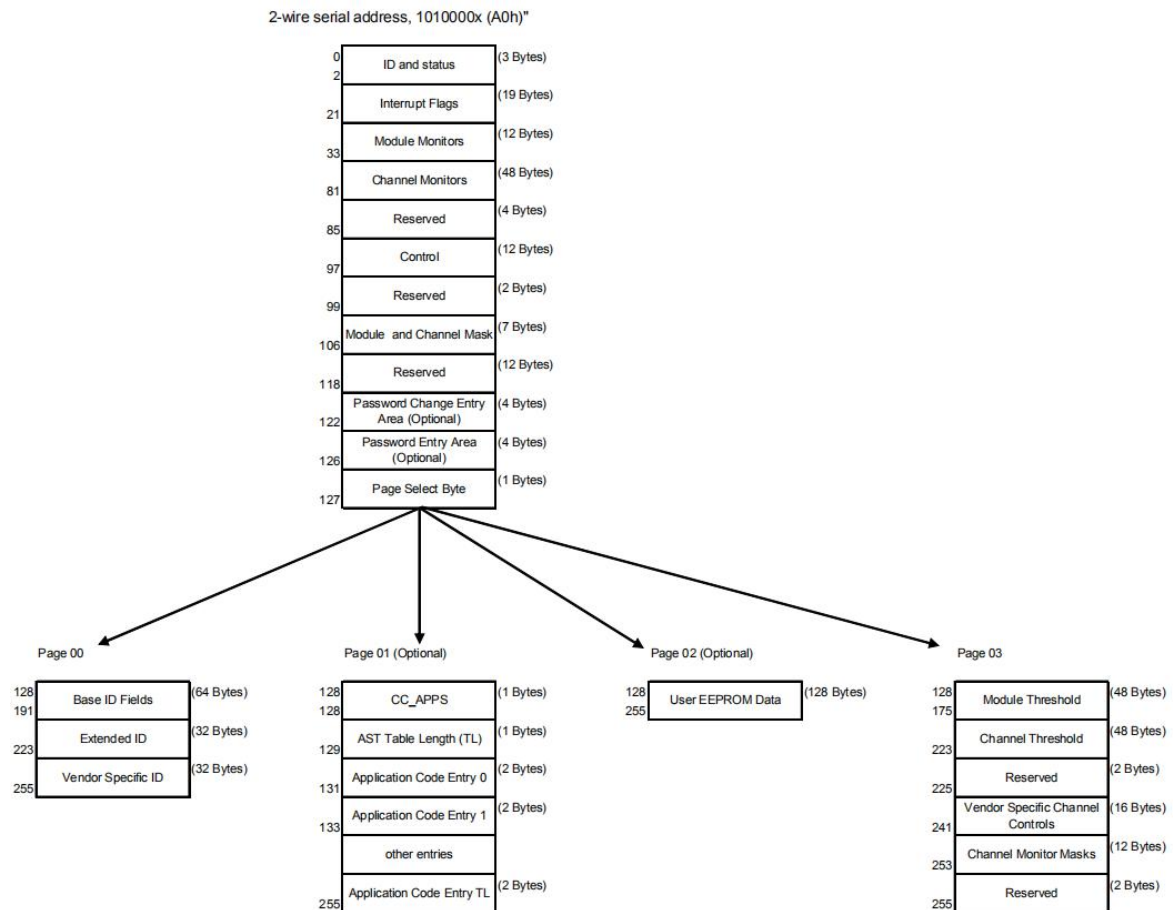 2-wire serial address, 1010000x (A0h)"
0
2
ID and status
(3 Bytes)
21
Interrupt Flags
(19 Bytes)
33
Module Monitors
(12 Bytes)
81
Channel Monitors
(48 Bytes)
85
Reserved
(4 Bytes)
97
Control
(12 Bytes)
99
Reserved
(2 Bytes)
106
Module and Channel Mask
(7 Bytes)
118
Reserved
(12 Bytes)
122
Password Change Entry
Area (Optional)
(4 Bytes)
126
Password Entry Area
(Optional)
(4 Bytes)
127
Page Select Byte
(1 Bytes)
Page 00
128
191
Base ID Fields
(64 Bytes)
223
Extended ID
(32 Bytes)
255
Vendor Specific ID
(32 Bytes)
Page 01 (Optional)
128
128
CC_APPS
(1 Bytes)
129
AST Table Length (TL)
(1 Bytes)
131
Application Code Entry 0
(2 Bytes)
133
Application Code Entry 1
(2 Bytes)
other entries
255
Application Code Entry TL
(2 Bytes)
Page 02 (Optional)
128
255
User EEPROM Data
(128 Bytes)
Page 03
128
175
Module Threshold
(48 Bytes)
223
Channel Threshold
(48 Bytes)
225
Reserved
(2 Bytes)
241
Vendor Specific Channel
Controls
(16 Bytes)
253
Channel Monitor Masks
(12 Bytes)
255
Reserved
(2 Bytes)